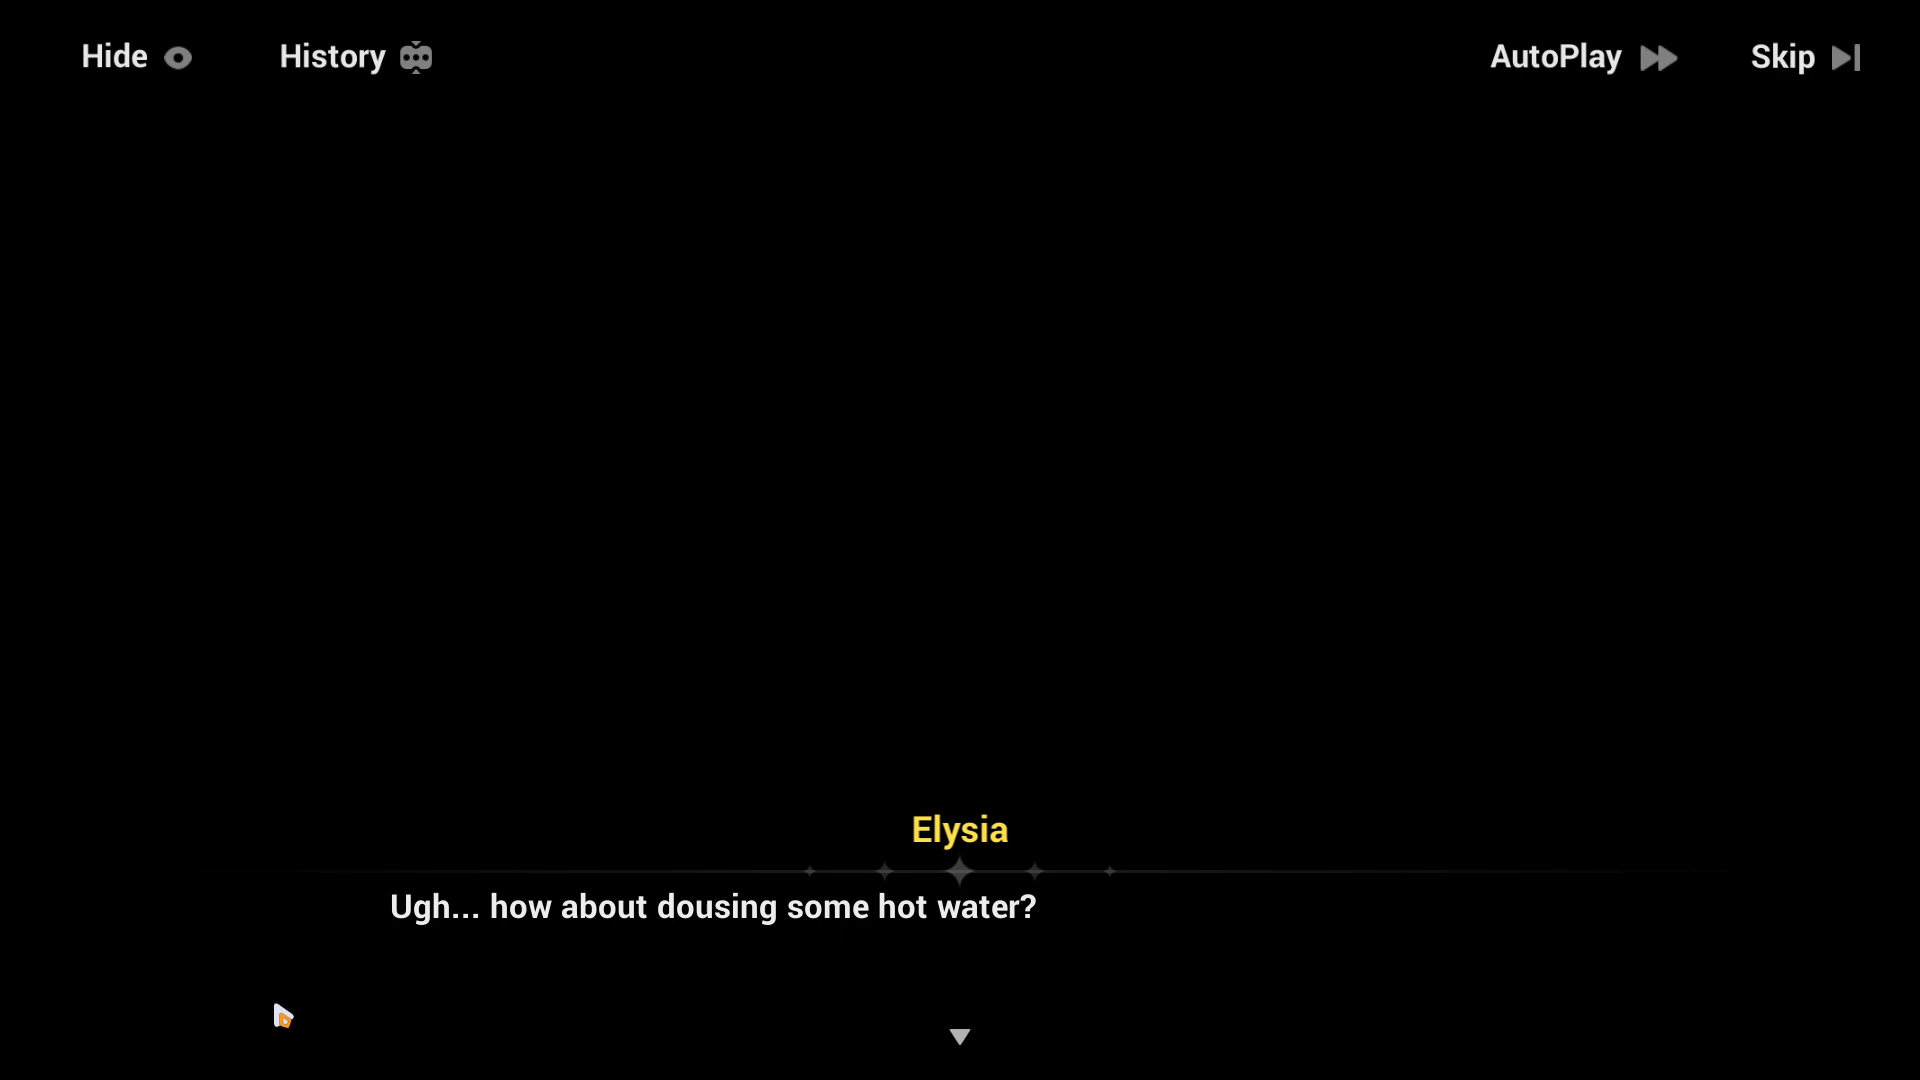 Hide
History
AutoPlay
Skip
Elysia
Ugh... how about dousing some hot water?